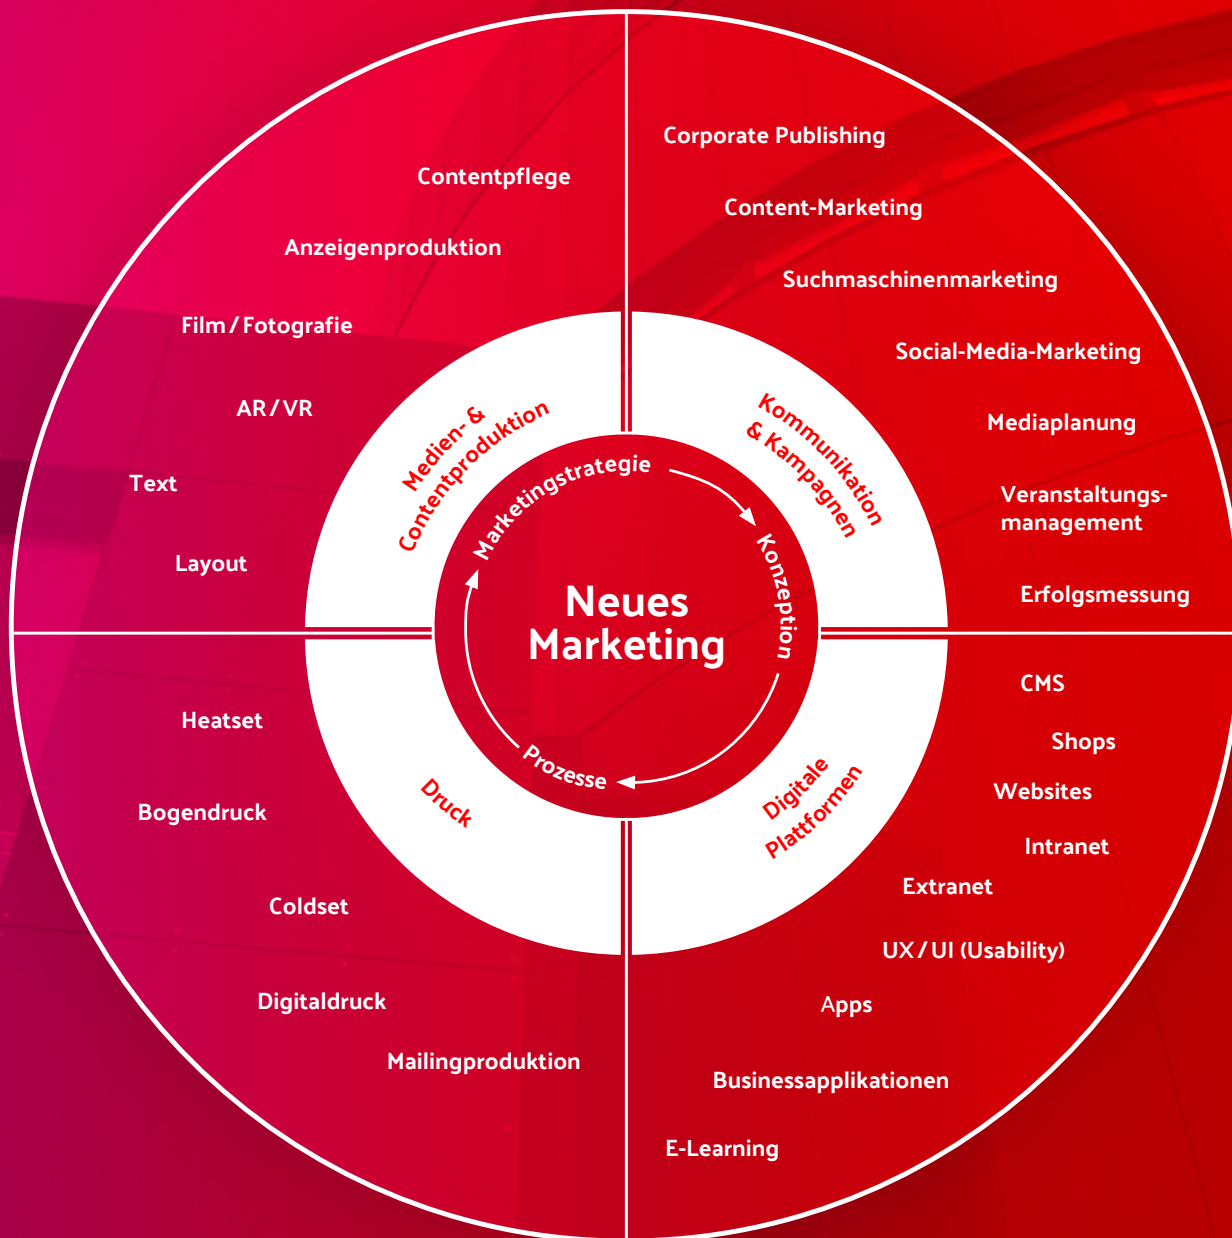 Contentpflege
Anzeigenproduktion
Film / Fotografie
AR / VR
Text
Layout
Corporate Publishing
Content-Marketing
Suchmaschinenmarketing
Social-Media-Marketing
Mediaplanung
Veranstaltungs-
management
Erfolgsmessung
Medien- &
Contentproduktion
Kommunikation
& Kampagnen
Marketingstrategie
Konzeption
Prozesse
Neues
Marketing
Druck
Digitale
Plattformen
Heatset
Bogendruck
Coldset
Digitaldruck
Mailingproduktion
CMS
Shops
Websites
Intranet
Extranet
UX / UI (Usability)
Apps
Businessapplikationen
E-Learning